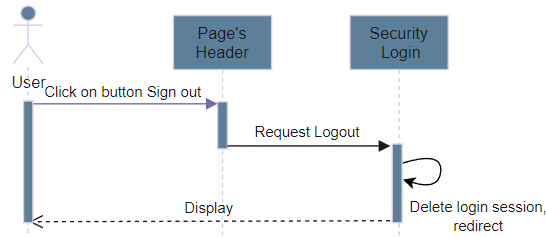 Page's
Header
Security
Login
User
Click on button Sign out
Request Logout
Delete login session,
redirect
Display